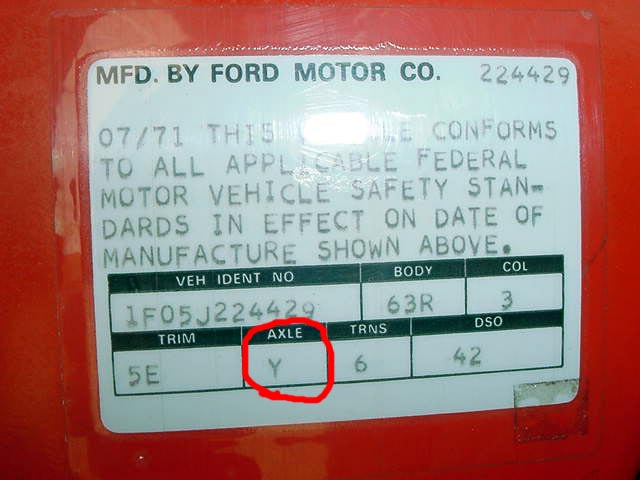 MFD. BY FORD MOTOR CO. 224429
07/71 THIS CONFORMS
TO ALL APPLICABLE FEDERAL
MOTOR VEHICLE SAFETY STAN-
DARDS IN EFFECT ON DATE OF
MANUFACTURE SHOWN ABOVE.
VEH IDENT NO BODY COL
1F05J224429 63R 3
TRIM AXLE TRNS DSO
5E Y 6 42